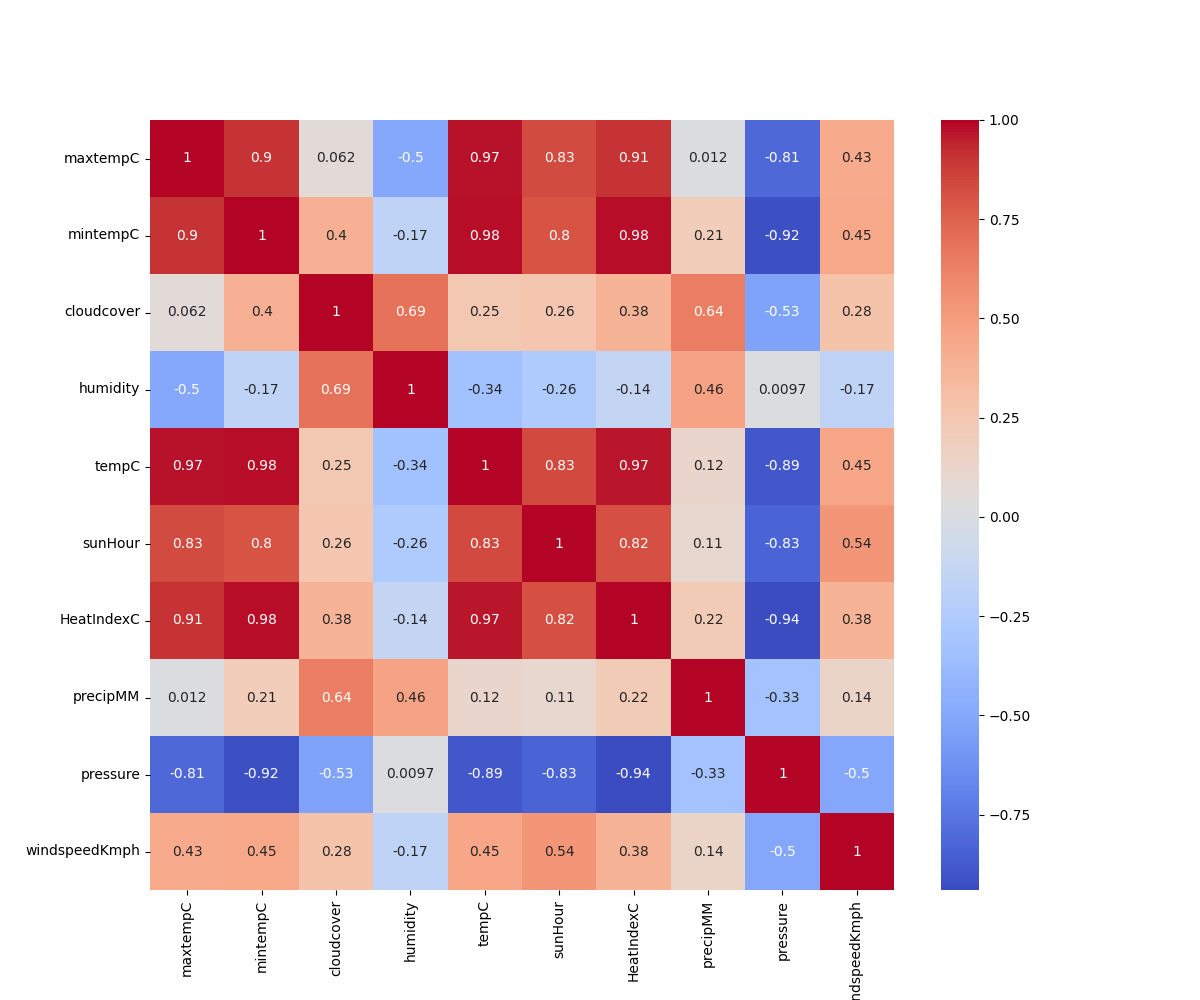 maxtempC 1 0.9 0.062 -0.5 0.97 0.83 0.91 0.012 -0.81 0.43
mintempC 0.9 1 0.4 -0.17 0.98 0.8 0.98 0.21 -0.92 0.45
cloudcover 0.062 0.4 1 0.69 0.25 0.26 0.38 0.64 -0.53 0.28
humidity -0.5 -0.17 0.69 1 -0.34 -0.26 -0.14 0.46 0.0097 -0.17
tempC 0.97 0.98 0.25 -0.34 1 0.83 0.97 0.12 -0.89 0.45
sunHour 0.83 0.8 0.26 -0.26 0.83 1 0.82 0.11 -0.83 0.54
HeatIndexC 0.91 0.98 0.38 -0.14 0.97 0.82 1 0.22 -0.94 0.38
precipMM 0.012 0.21 0.64 0.46 0.12 0.11 0.22 1 -0.33 0.14
pressure -0.81 -0.92 -0.53 0.0097 -0.89 -0.83 -0.94 -0.33 1 -0.5
windspeedKmph 0.43 0.45 0.28 -0.17 0.45 0.54 0.38 0.14 -0.5 1
maxtempC
mintempC
cloudcover
humidity
tempC
sunHour
HeatIndexC
precipMM
pressure
ndspeedKmph
1.00
0.75
0.50
0.25
0.00
−0.25
−0.50
−0.75